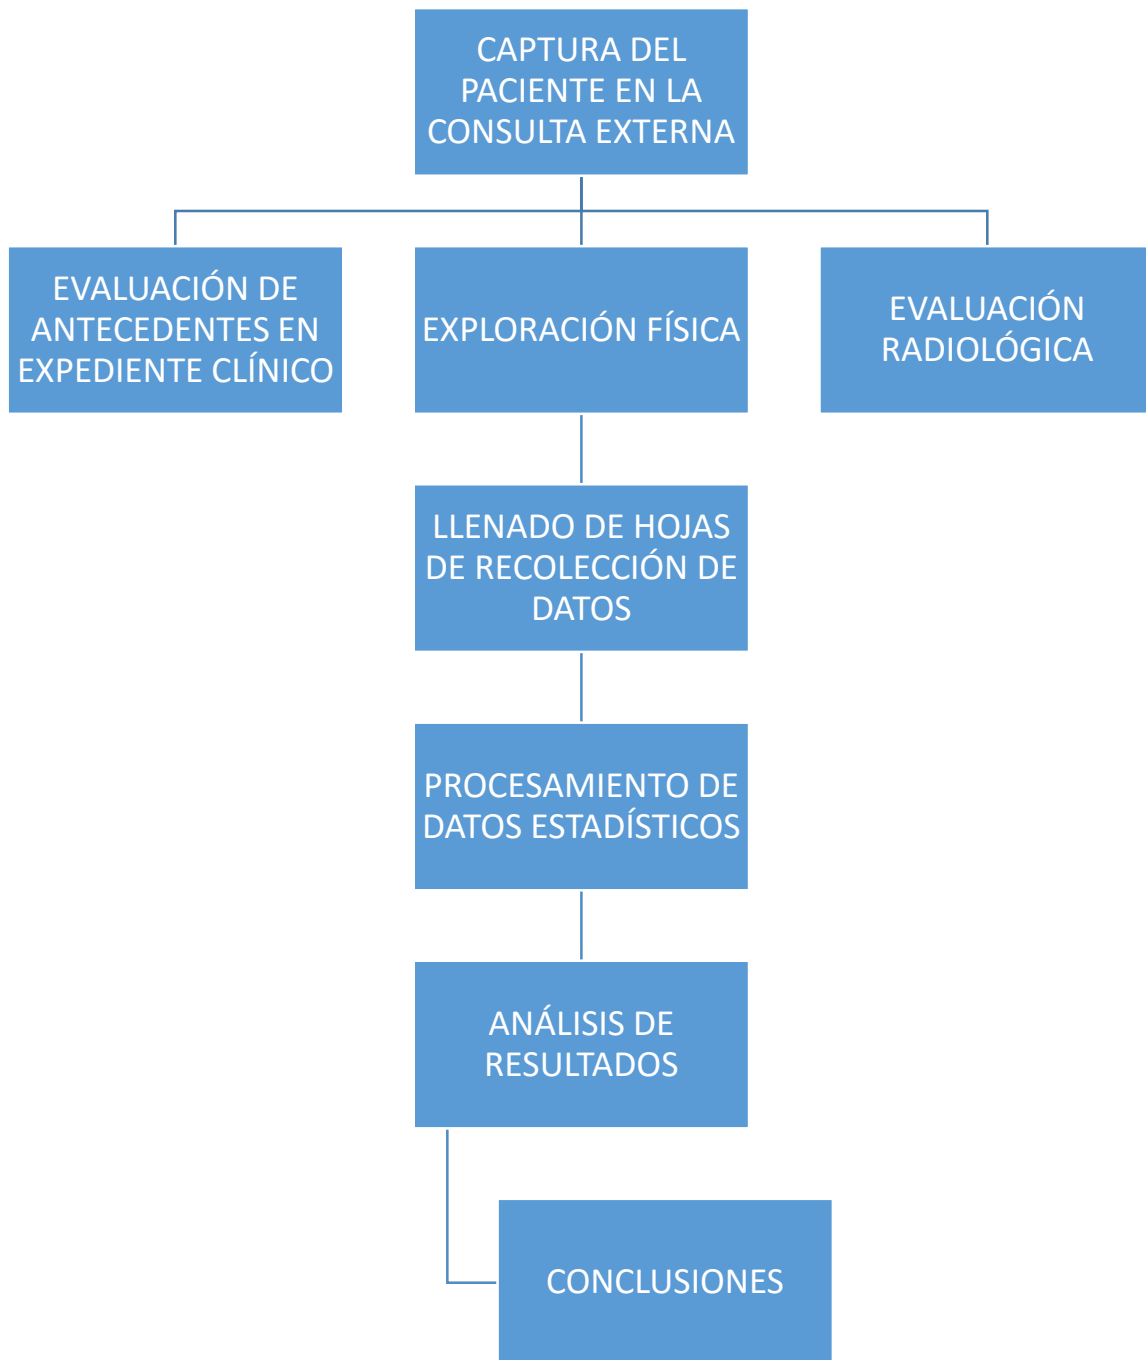 CAPTURA DEL
PACIENTE EN LA
CONSULTA EXTERNA
EVALUACIÓN DE
ANTECEDENTES EN
EXPEDIENTE CLÍNICO
EXPLORACIÓN FÍSICA
EVALUACIÓN
RADIOLÓGICA
LLENADO DE HOJAS
DE RECOLECCIÓN DE
DATOS
PROCESAMIENTO DE
DATOS ESTADÍSTICOS
ANÁLISIS DE
RESULTADOS
CONCLUSIONES